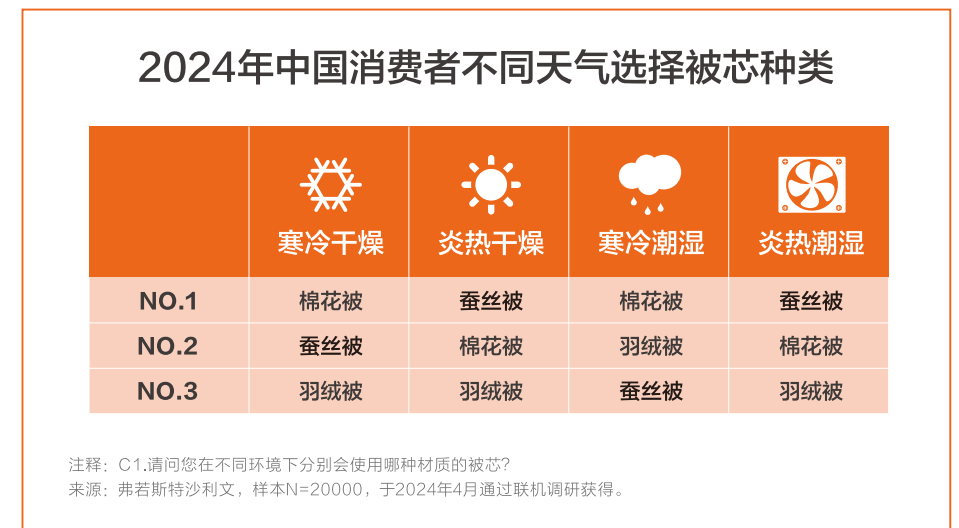 2024年中国消费者不同天气选择被芯种类
寒冷干燥 炎热干燥 寒冷潮湿 炎热潮湿
NO.1 棉花被 蚕丝被 棉花被 蚕丝被
NO.2 蚕丝被 棉花被 羽绒被 棉花被
NO.3 羽绒被 羽绒被 蚕丝被 羽绒被
注释：C1.请问您在不同环境下分别会使用哪种材质的被芯？
来源：弗若斯特沙利文，样本N=20000，于2024年4月通过联机调研获得。